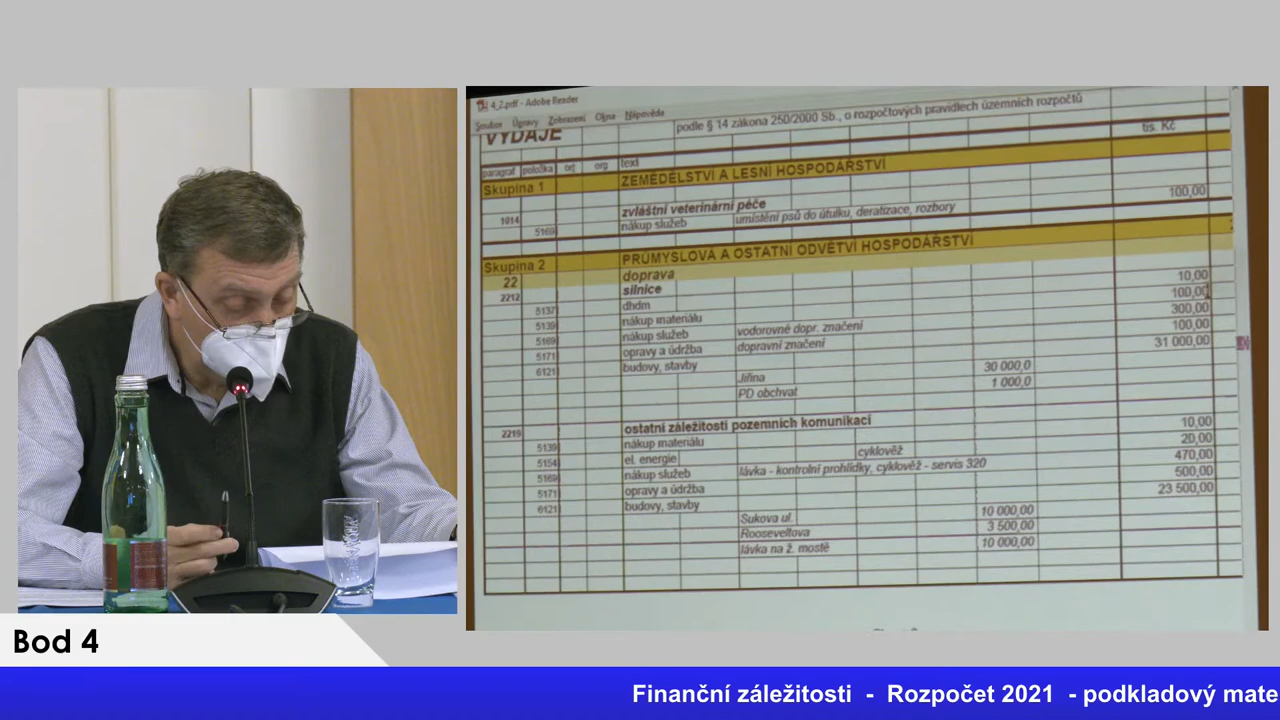 4_2.pdf - Adobe Reader
Soubor Úpravy Zobrazení Okna Nápověda
VÝDAJE podle § 14 zákona 250/2000 Sb., o rozpočtových pravidlech územních rozpočtů
tis. Kč
paragraf položka orj org text
Skupina 1 ZEMĚDĚLSTVÍ A LESNÍ HOSPODÁŘSTVÍ
1014 zvláštní veterinární péče 100,00
5169 nákup služeb umístění psů do útulku, deratizace, rozbory
Skupina 2 PRŮMYSLOVÁ A OSTATNÍ ODVĚTVÍ HOSPODÁŘSTVÍ
22 doprava
2212 silnice
5137 dhdm 10,00
5139 nákup materiálu 100,00
5169 nákup služeb vodorovné dopr. značení 300,00
5171 opravy a údržba dopravní značení 100,00
6121 budovy, stavby 31 000,00
Jiřina 30 000,0
PD obchvat 1 000,0
2219 ostatní záležitosti pozemních komunikací
5139 nákup materiálu 10,00
5154 el. energie cyklověž 20,00
5169 nákup služeb lávka - kontrolní prohlídky, cyklověž - servis 320 470,00
5171 opravy a údržba 500,00
6121 budovy, stavby 23 500,00
Sukova ul. 10 000,00
Rooseveltova 3 500,00
lávka na ž. mostě 10 000,00
Bod 4
Finanční záležitosti - Rozpočet 2021 - podkladový mate